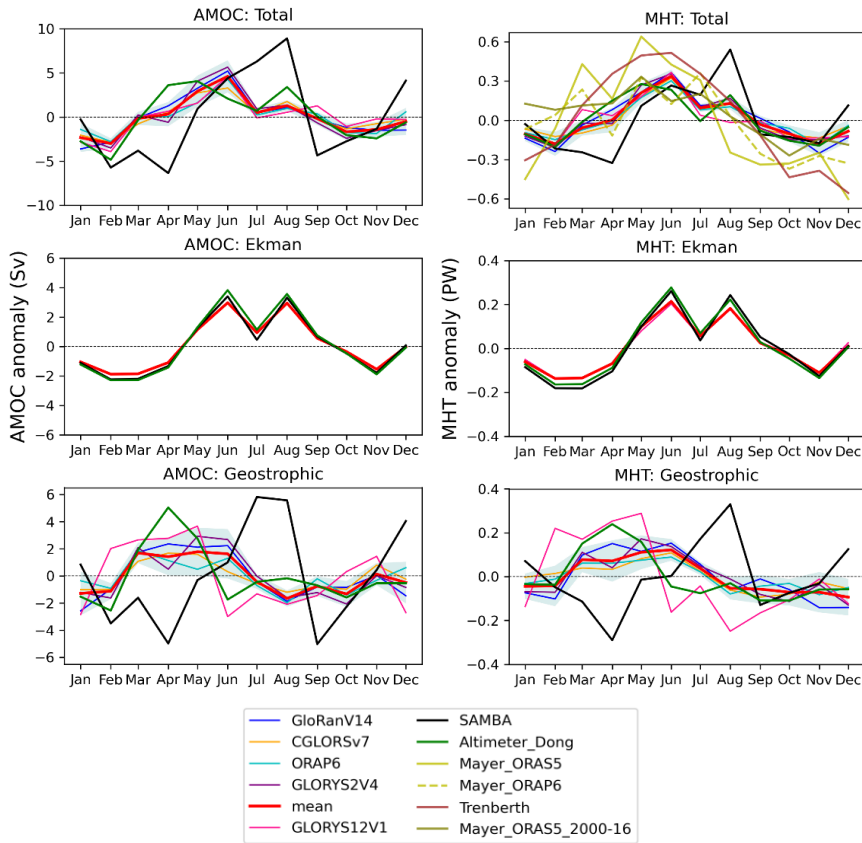 AMOC: Total
10
5
0
−5
−10
Jan Feb Mar Apr May Jun Jul Aug Sep Oct Nov Dec
MHT: Total
0.6
0.3
0.0
−0.3
−0.6
Jan Feb Mar Apr May Jun Jul Aug Sep Oct Nov Dec
AMOC anomaly (Sv)
AMOC: Ekman
6
4
2
0
−2
−4
−6
Jan Feb Mar Apr May Jun Jul Aug Sep Oct Nov Dec
MHT anomaly (PW)
MHT: Ekman
0.4
0.2
0.0
−0.2
−0.4
Jan Feb Mar Apr May Jun Jul Aug Sep Oct Nov Dec
AMOC: Geostrophic
6
4
2
0
−2
−4
−6
Jan Feb Mar Apr May Jun Jul Aug Sep Oct Nov Dec
MHT: Geostrophic
0.4
0.2
0.0
−0.2
−0.4
Jan Feb Mar Apr May Jun Jul Aug Sep Oct Nov Dec
GloRanV14
CGLORSv7
ORAP6
GLORYS2V4
mean
GLORYS12V1
SAMBA
Altimeter_Dong
Mayer_ORAS5
Mayer_ORAP6
Trenberth
Mayer_ORAS5_2000-16